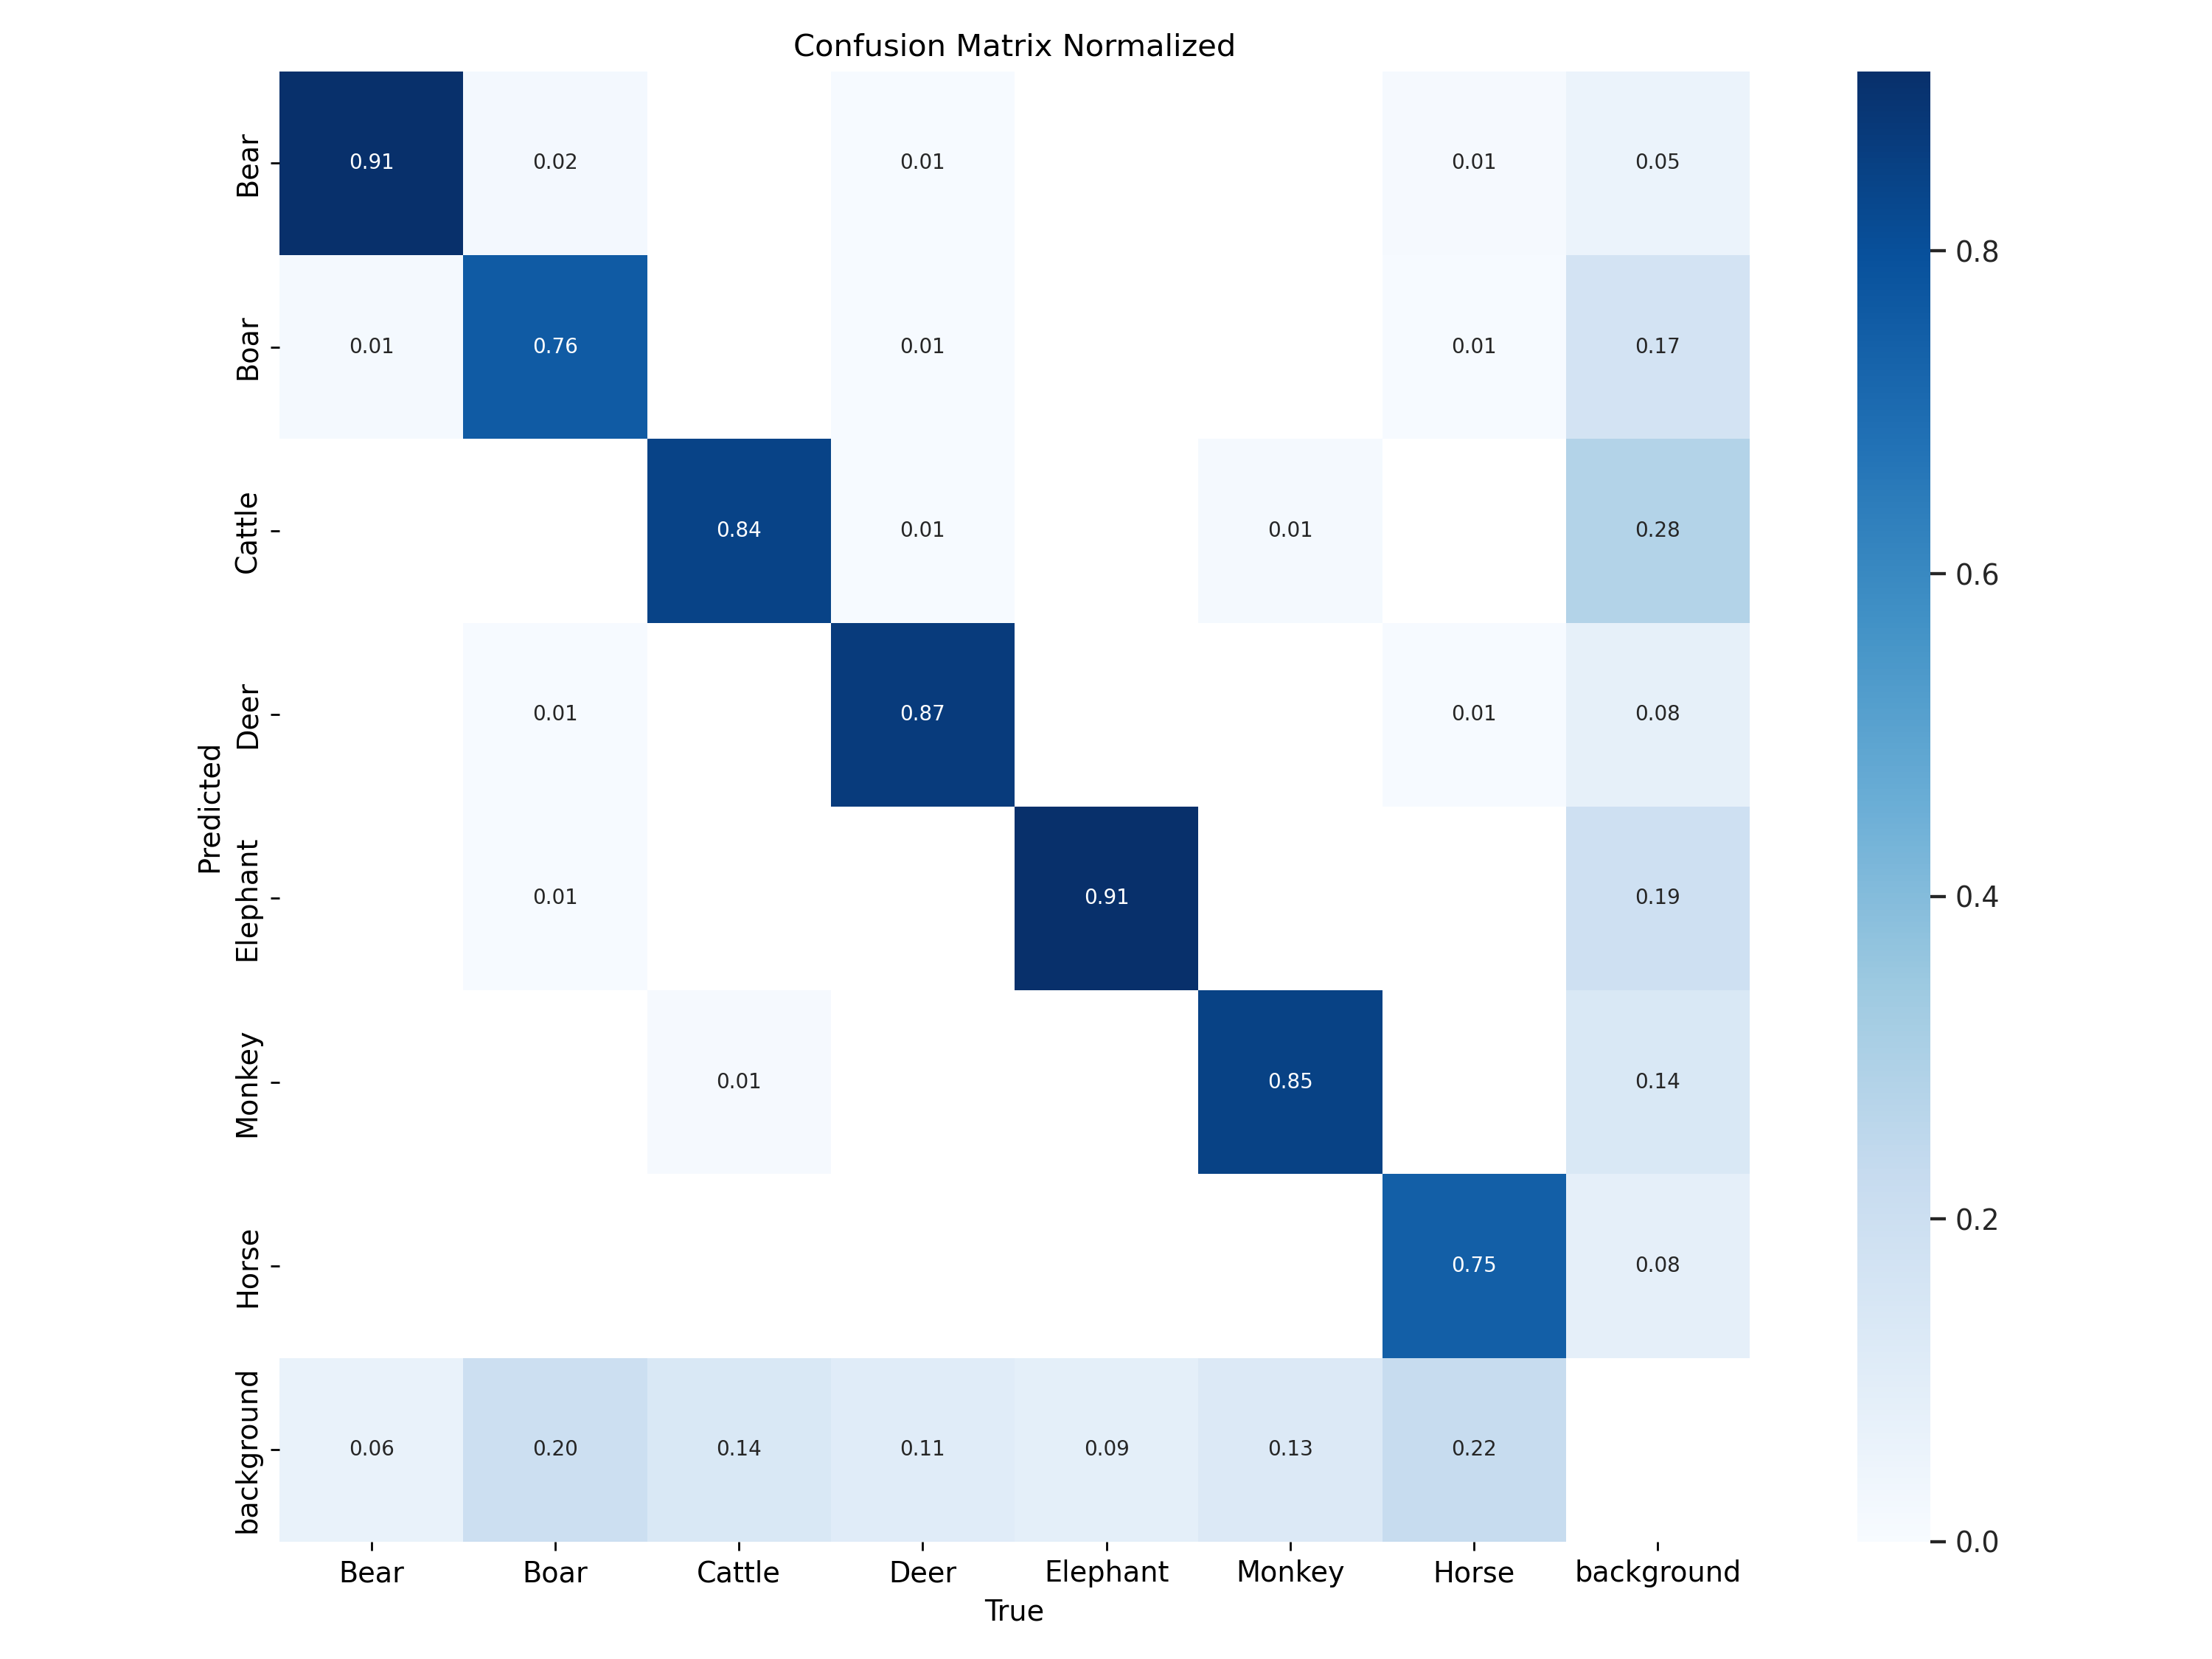 Confusion Matrix Normalized
Bear 0.91 0.02 0.01 0.01 0.05
Boar 0.01 0.76 0.01 0.01 0.17
Cattle 0.84 0.01 0.01 0.28
Deer 0.01 0.87 0.01 0.08
Elephant 0.01 0.91 0.19
Monkey 0.01 0.85 0.14
Horse 0.75 0.08
background 0.06 0.20 0.14 0.11 0.09 0.13 0.22
Predicted
Bear Boar Cattle Deer Elephant Monkey Horse background
True
0.8
0.6
0.4
0.2
0.0